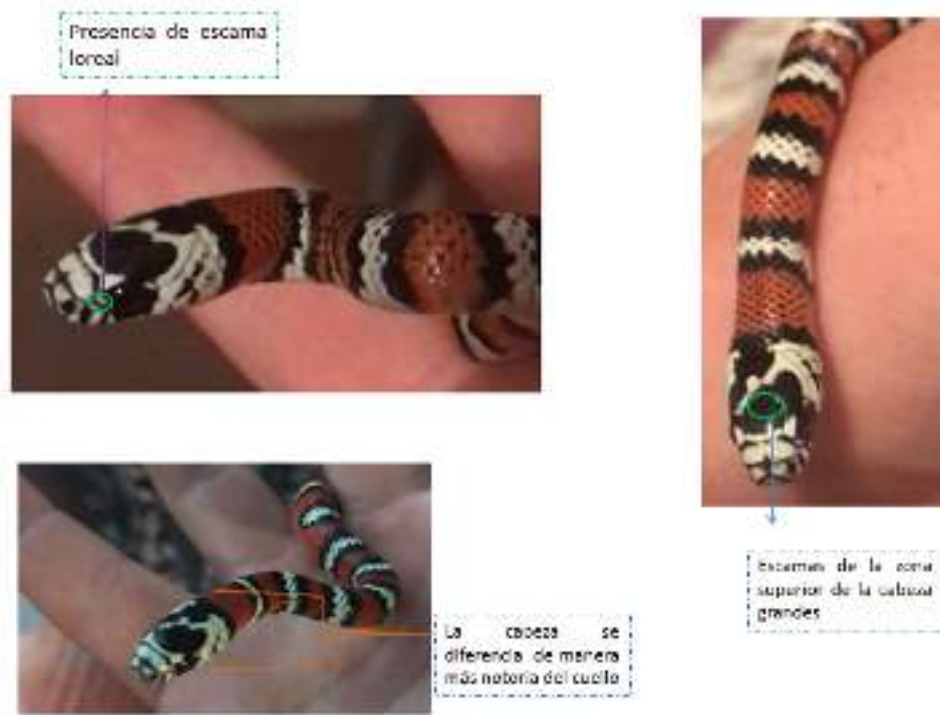 Presencia de escama
loreal
Escamas de la zona
superior de la cabeza
grandes
La cabeza se
diferencia de manera
más notoria del cuello